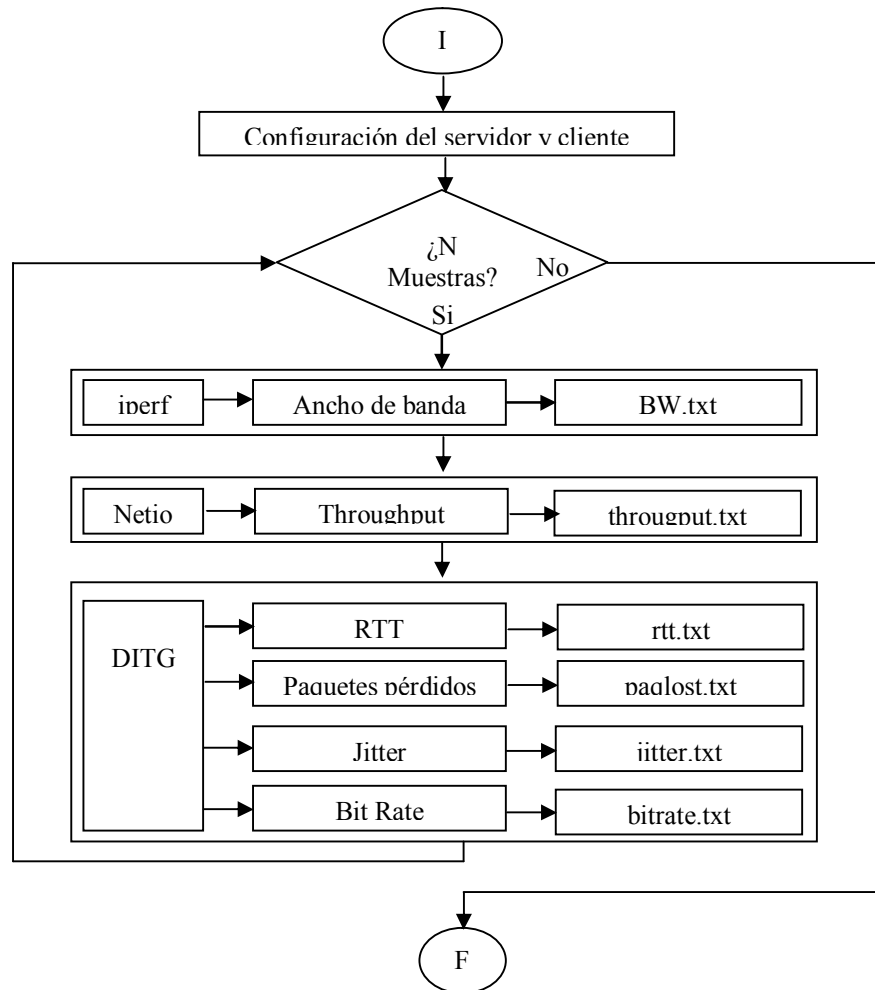 I
Configuración del servidor y cliente
¿N
Muestras?
No
Si
iperf
Ancho de banda
BW.txt
Netio
Throughput
througput.txt
DITG
RTT
rtt.txt
Paquetes pérdidos
paqlost.txt
Jitter
jitter.txt
Bit Rate
bitrate.txt
F